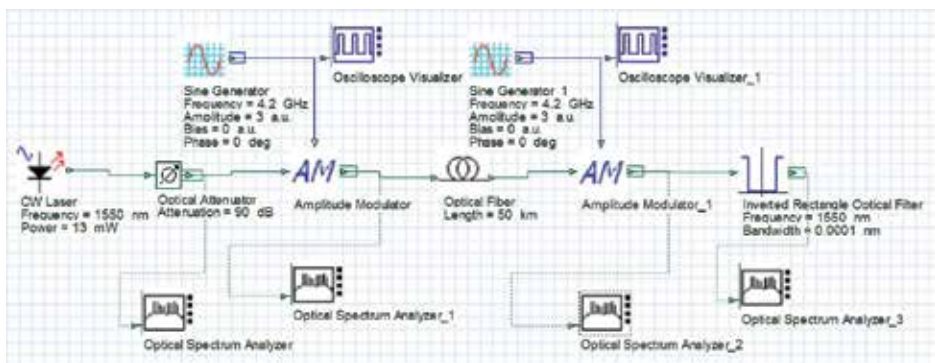 Oscilloscope Visualizer
Sine Generator
Frequency = 4.2 GHz
Amplitude = 3 a.u.
Bias = 0 a.u.
Phase = 0 deg
Oscilloscope Visualizer_1
Sine Generator 1
Frequency = 4.2 GHz
Amplitude = 3 a.u.
Bias = 0 a.u.
Phase = 0 deg
CW Laser
Frequency = 1550 nm
Power = 13 mW
Optical Attenuator
Attenuation = 90 dB
AM
Amplitude Modulator
Optical Fiber
Length = 50 km
AM
Amplitude Modulator_1
Inverted Rectangle Optical Filter
Frequency = 1550 nm
Bandwidth = 0.0001 nm
Optical Spectrum Analyzer
Optical Spectrum Analyzer_1
Optical Spectrum Analyzer_2
Optical Spectrum Analyzer_3